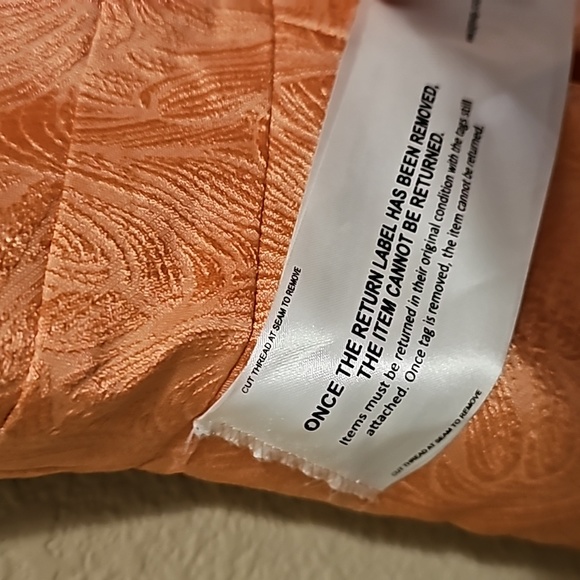 ONCE THE RETURN LABEL HAS BEEN REMOVED,
THE ITEM CANNOT BE RETURNED.
Items must be returned in their original condition with the tags still
attached. Once tag is removed, the item cannot be returned.
CUT THREAD AT SEAM TO REMOVE
CUT THREAD AT SEAM TO REMOVE